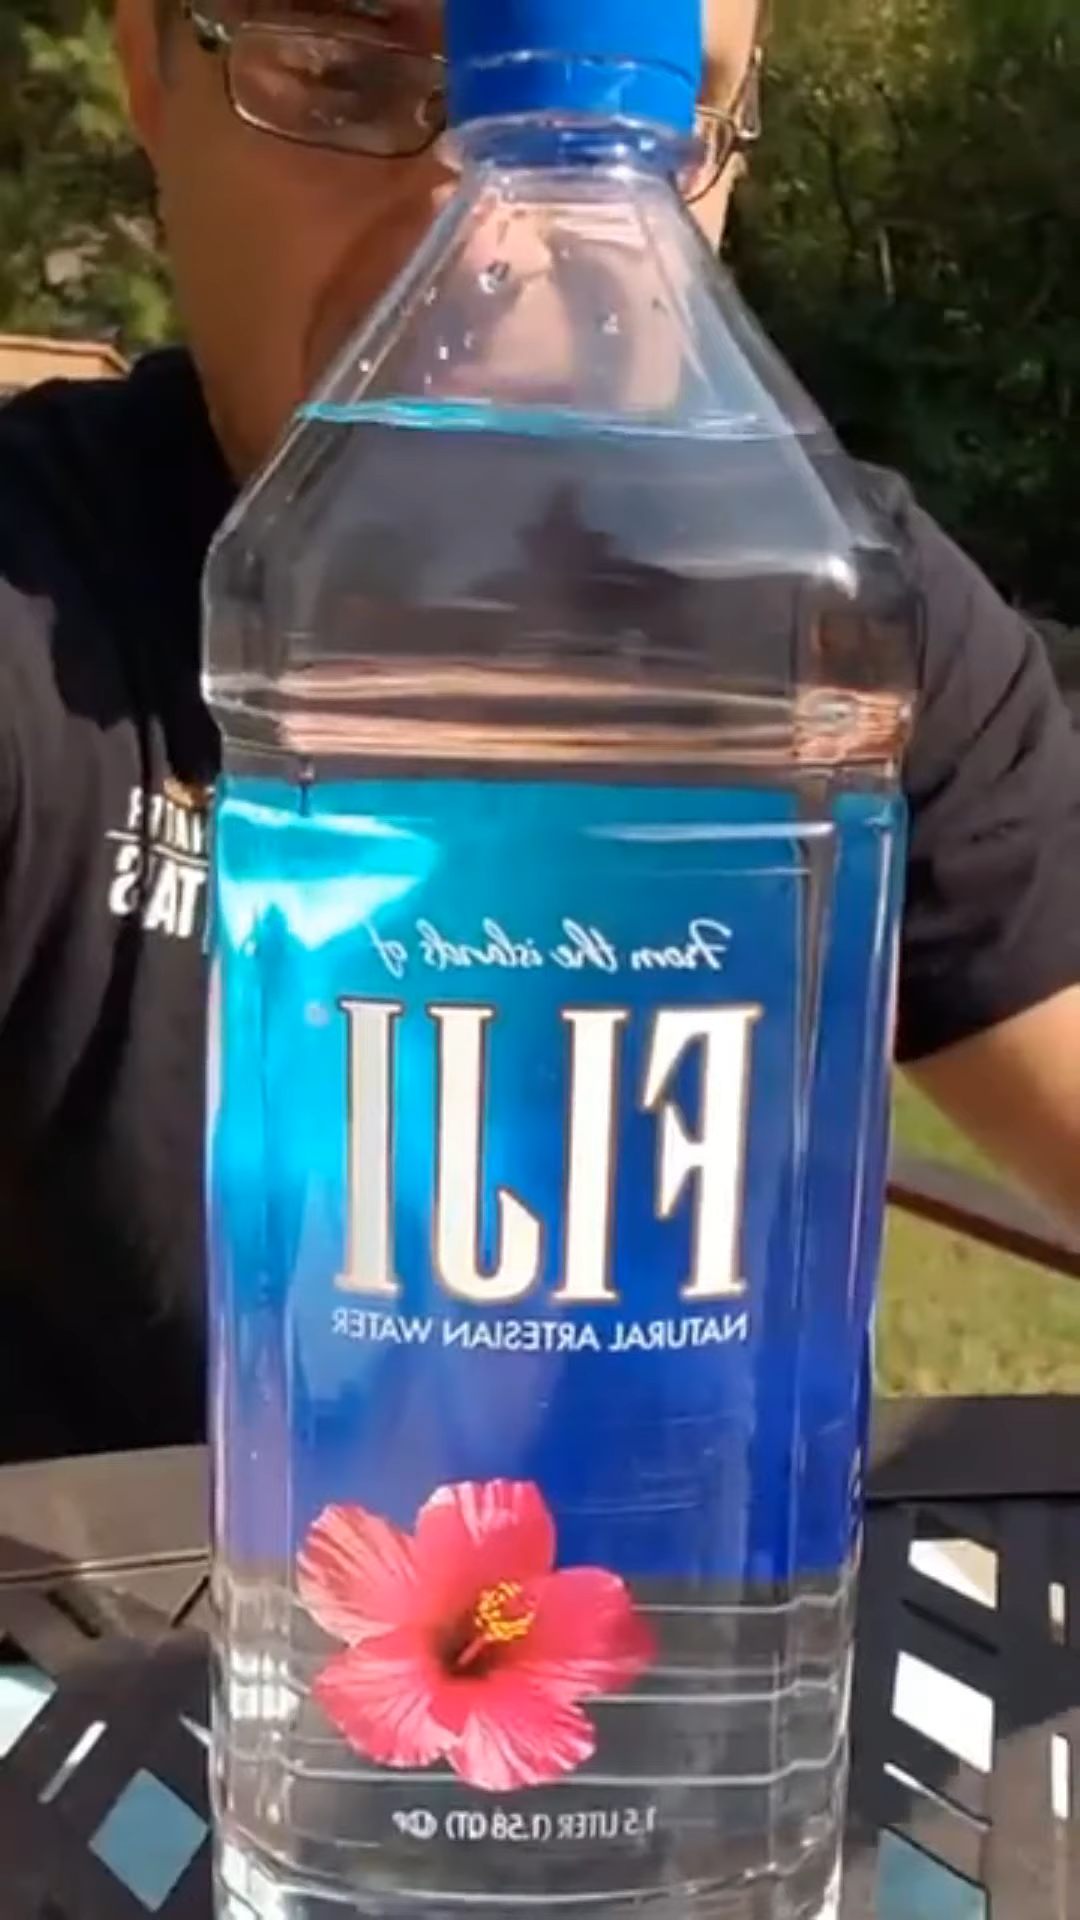 From the islands of
FIJI
NATURAL ARTESIAN WATER
1.5 LITER (1.58 QT)